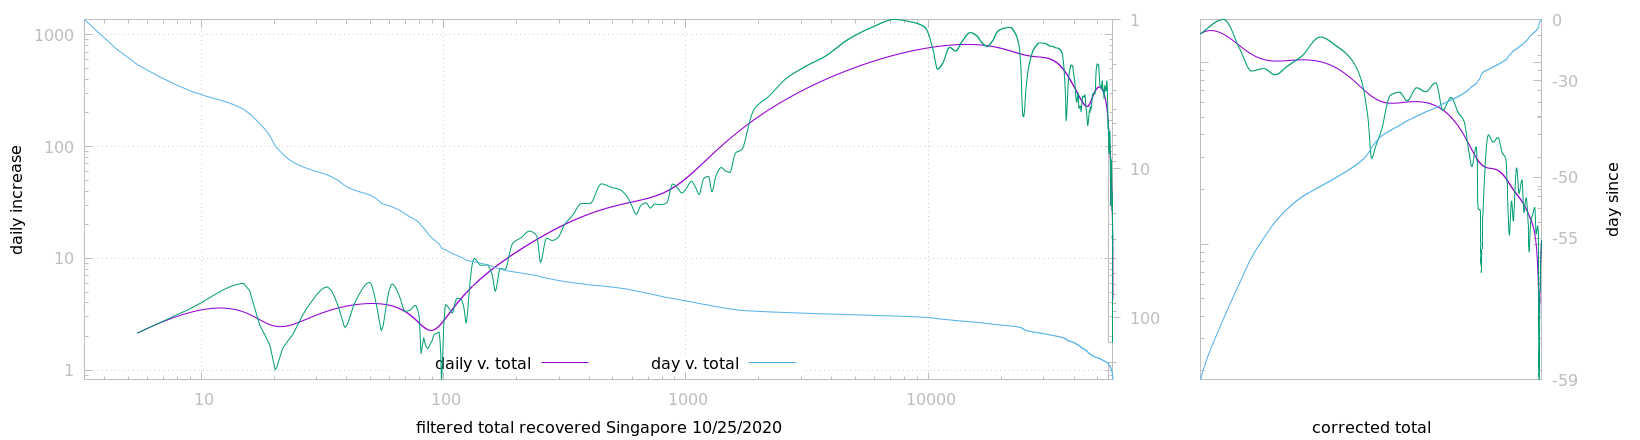 1000
100
10
1
daily increase
10
100
1000
10000
1
10
100
daily v. total
day v. total
filtered total recovered Singapore 10/25/2020
0
-30
-50
-55
-59
day since
corrected total